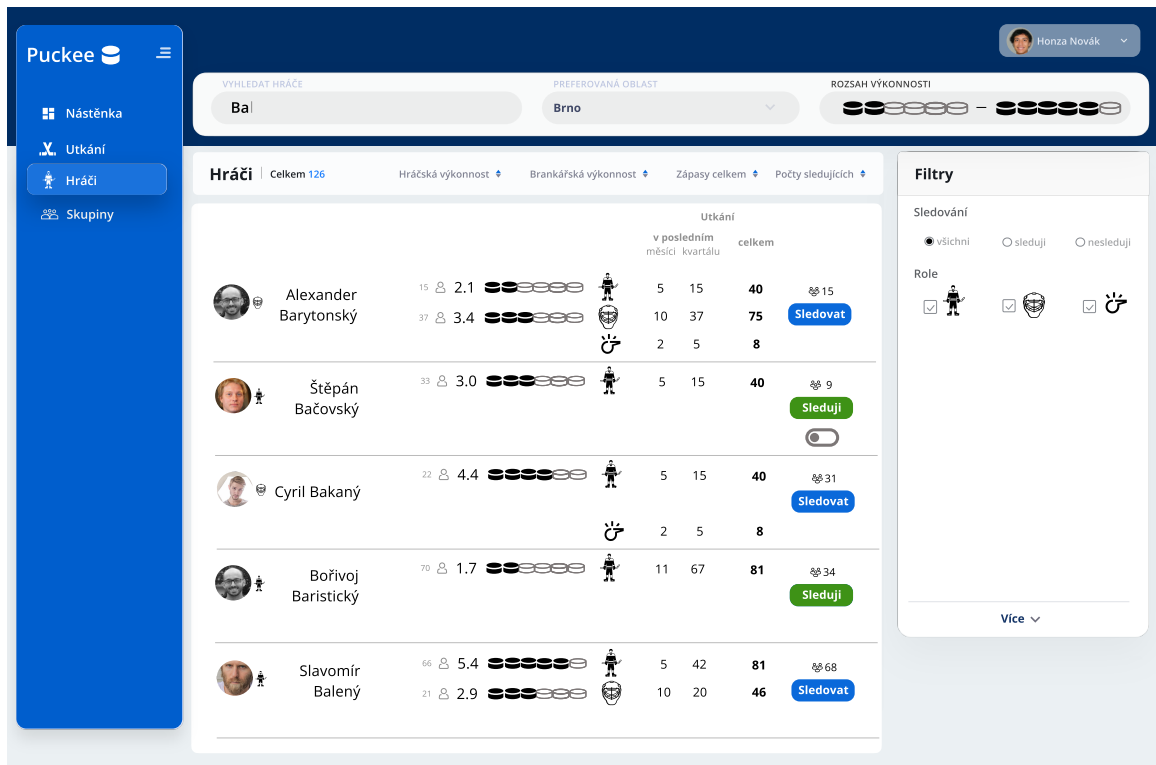 Puckee
Honza Novák
Nástěnka
Utkání
Hráči
Skupiny
VYHLEDAT HRÁČE
Bal
PREFEROVANÁ OBLAST
Brno
ROZSAH VÝKONNOSTI
–
Hráči
Celkem 126
Hráčská výkonnost
Brankářská výkonnost
Zápasy celkem
Počty sledujících
Utkání
v posledním
celkem
měsíci kvartálu
Alexander
Barytonský
15 2.1 5 15 40
37 3.4 10 37 75
2 5 8
15
Sledovat
Štěpán
Bačovský
33 3.0 5 15 40
9
Sleduji
Cyril Bakaný
22 4.4 5 15 40
2 5 8
31
Sledovat
Bořivoj
Baristický
70 1.7 11 67 81
34
Sleduji
Slavomír
Balený
66 5.4 5 42 81
21 2.9 10 20 46
68
Sledovat
Filtry
Sledování
všichni
sleduji
nesleduji
Role
Více